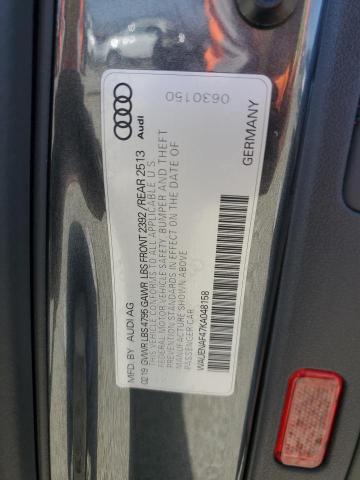 Audi
0630150
GERMANY
MFD. BY AUDI AG
02.19 GVWR LBS 4795 GAWR LBS FRONT 2392 / REAR 2513
THIS VEHICLE CONFORMS TO
ALL APPLICABLE U.S.
FEDERAL MOTOR VEHICLE SAFETY, BUMPER AND THEFT
PREVENTION STANDARDS IN EFFECT ON THE DATE OF
MANUFACTURE SHOWN ABOVE.
PASSENGER CAR
WAUENAF47KA048158